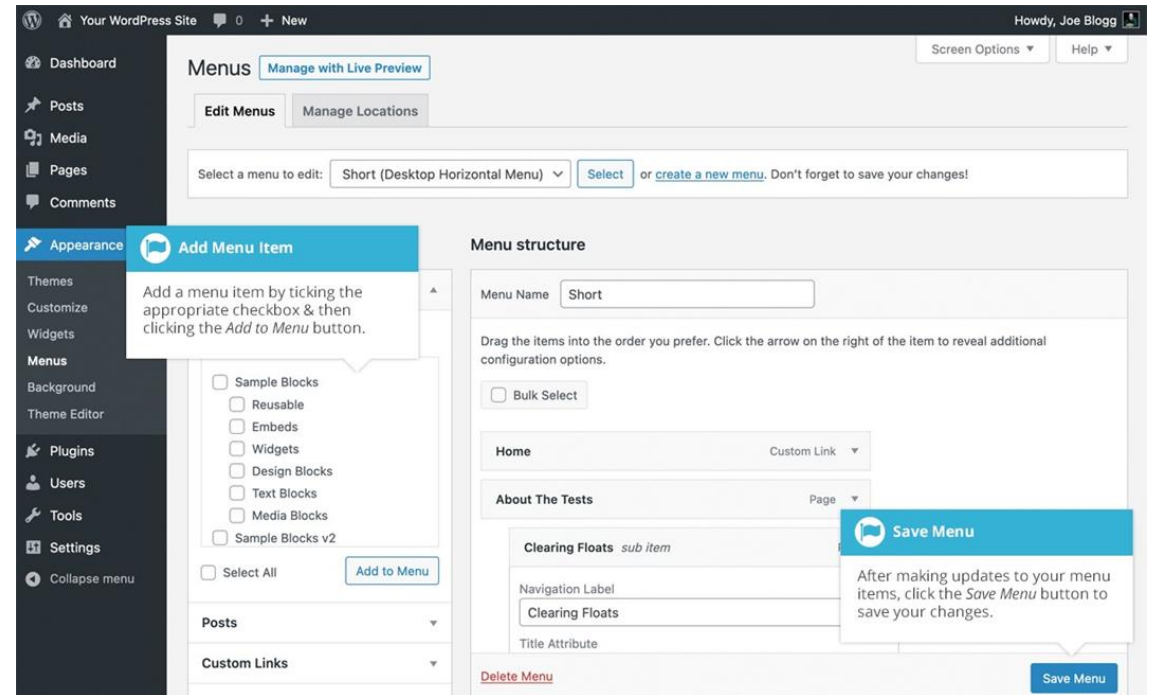 Your WordPress Site 0 + New Howdy, Joe Blogg
Screen Options ▼ Help ▼
Dashboard
Posts
Media
Pages
Comments
Appearance
Themes
Customize
Widgets
Menus
Background
Theme Editor
Plugins
Users
Tools
Settings
Collapse menu
Menus Manage with Live Preview
Edit Menus Manage Locations
Select a menu to edit: Short (Desktop Horizontal Menu) Select or create a new menu. Don't forget to save your changes!
Add Menu Item
Add a menu item by ticking the
appropriate checkbox & then
clicking the Add to Menu button.
Sample Blocks
Reusable
Embeds
Widgets
Design Blocks
Text Blocks
Media Blocks
Sample Blocks v2
Select All Add to Menu
Posts
Custom Links
Menu structure
Menu Name Short
Drag the items into the order you prefer. Click the arrow on the right of the item to reveal additional
configuration options.
Bulk Select
Home Custom Link
About The Tests Page
Clearing Floats sub item
Navigation Label
Clearing Floats
Title Attribute
Save Menu
After making updates to your menu
items, click the Save Menu button to
save your changes.
Delete Menu Save Menu